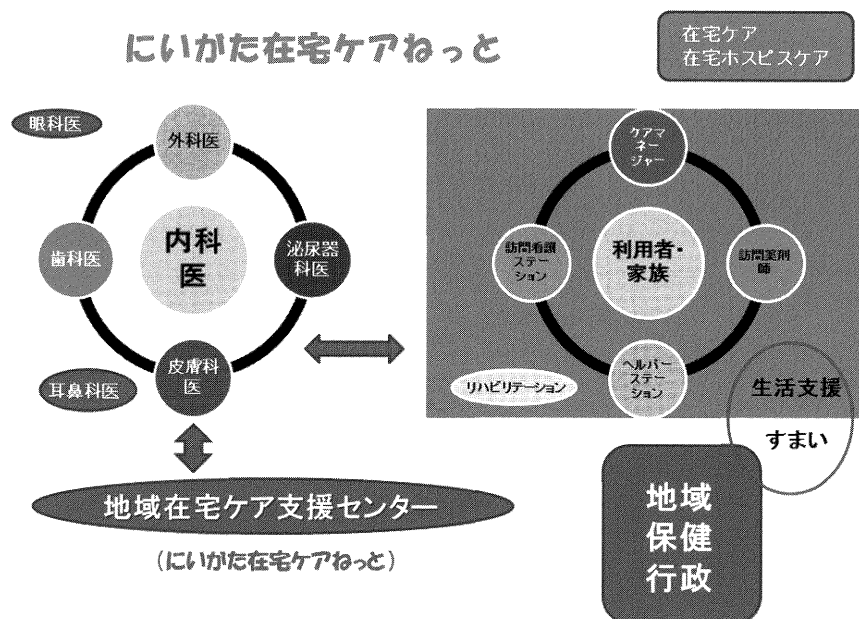 にいがた在宅ケアねっと
在宅ケア
在宅ホスピスケア
眼科医
外科医
歯科医
内科
医
泌尿器
科医
皮膚科
医
耳鼻科医
ケアマ
ネー
ジャー
訪問看護
ステー
ション
利用者・
家族
訪問薬剤
師
ヘルパー
ステー
ション
リハビリテーション
生活支援
すまい
地域在宅ケア支援センター
(にいがた在宅ケアねっと)
地域
保健
行政